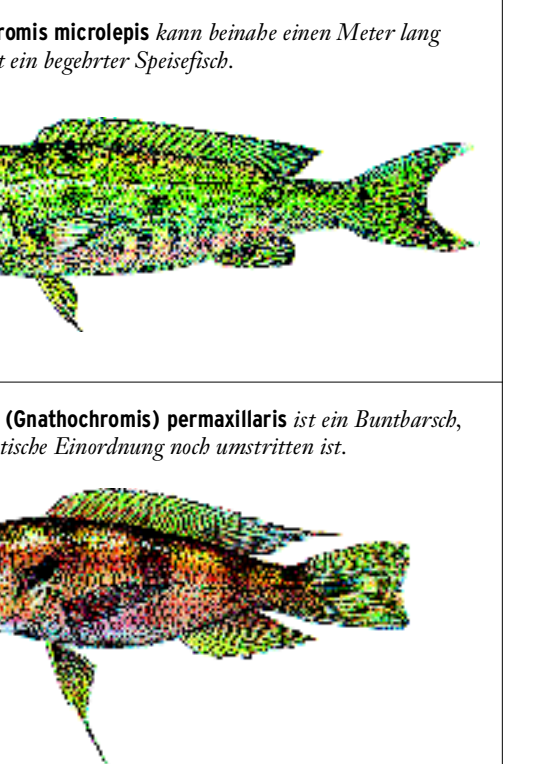 romis microlepis kann beinahe einen Meter lang
t ein begehrter Speisefisch.
(Gnathochromis) permaxillaris ist ein Buntbarsch,
tische Einordnung noch umstritten ist.